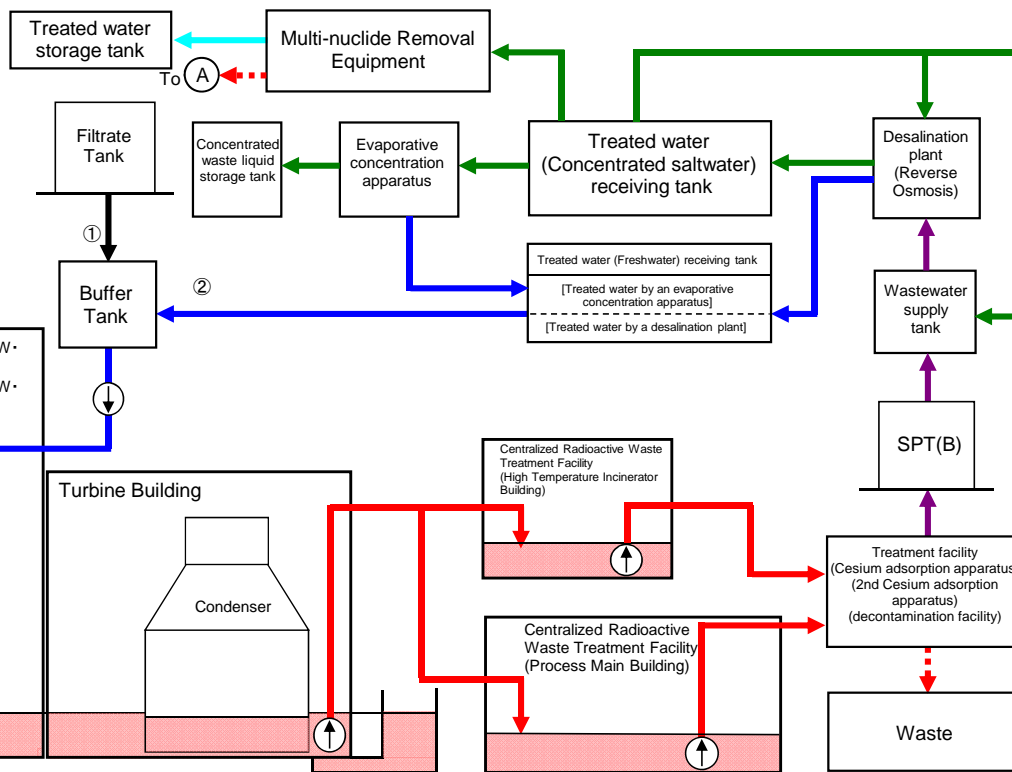 Treated water
storage tank
Multi-nuclide Removal
Equipment
To
A
Filtrate
Tank
Concentrated
waste liquid
storage tank
Evaporative
concentration
apparatus
Treated water
(Concentrated saltwater)
receiving tank
Desalination
plant
(Reverse
Osmosis)
①
②
Buffer
Tank
Treated water (Freshwater) receiving tank
[Treated water by an evaporative
concentration apparatus]
[Treated water by a desalination plant]
Wastewater
supply
tank
W・
W・
SPT(B)
Turbine Building
Condenser
Centralized Radioactive Waste
Treatment Facility
(High Temperature Incinerator
Building)
Centralized Radioactive
Waste Treatment Facility
(Process Main Building)
Treatment facility
(Cesium adsorption apparatus
(2nd Cesium adsorption
apparatus)
(decontamination facility)
Waste